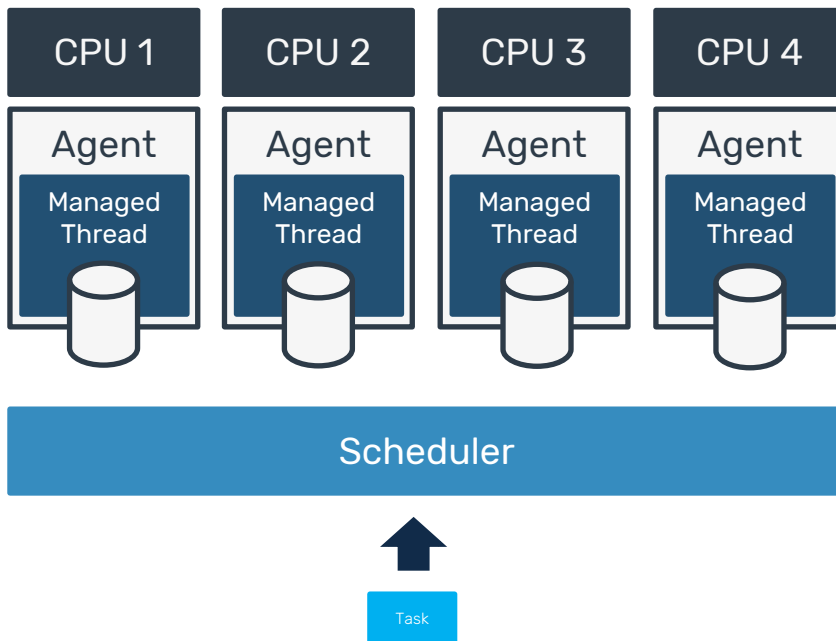 CPU 1
CPU 2
CPU 3
CPU 4
Agent
Agent
Agent
Agent
Managed
Thread
Managed
Thread
Managed
Thread
Managed
Thread
Scheduler
Task